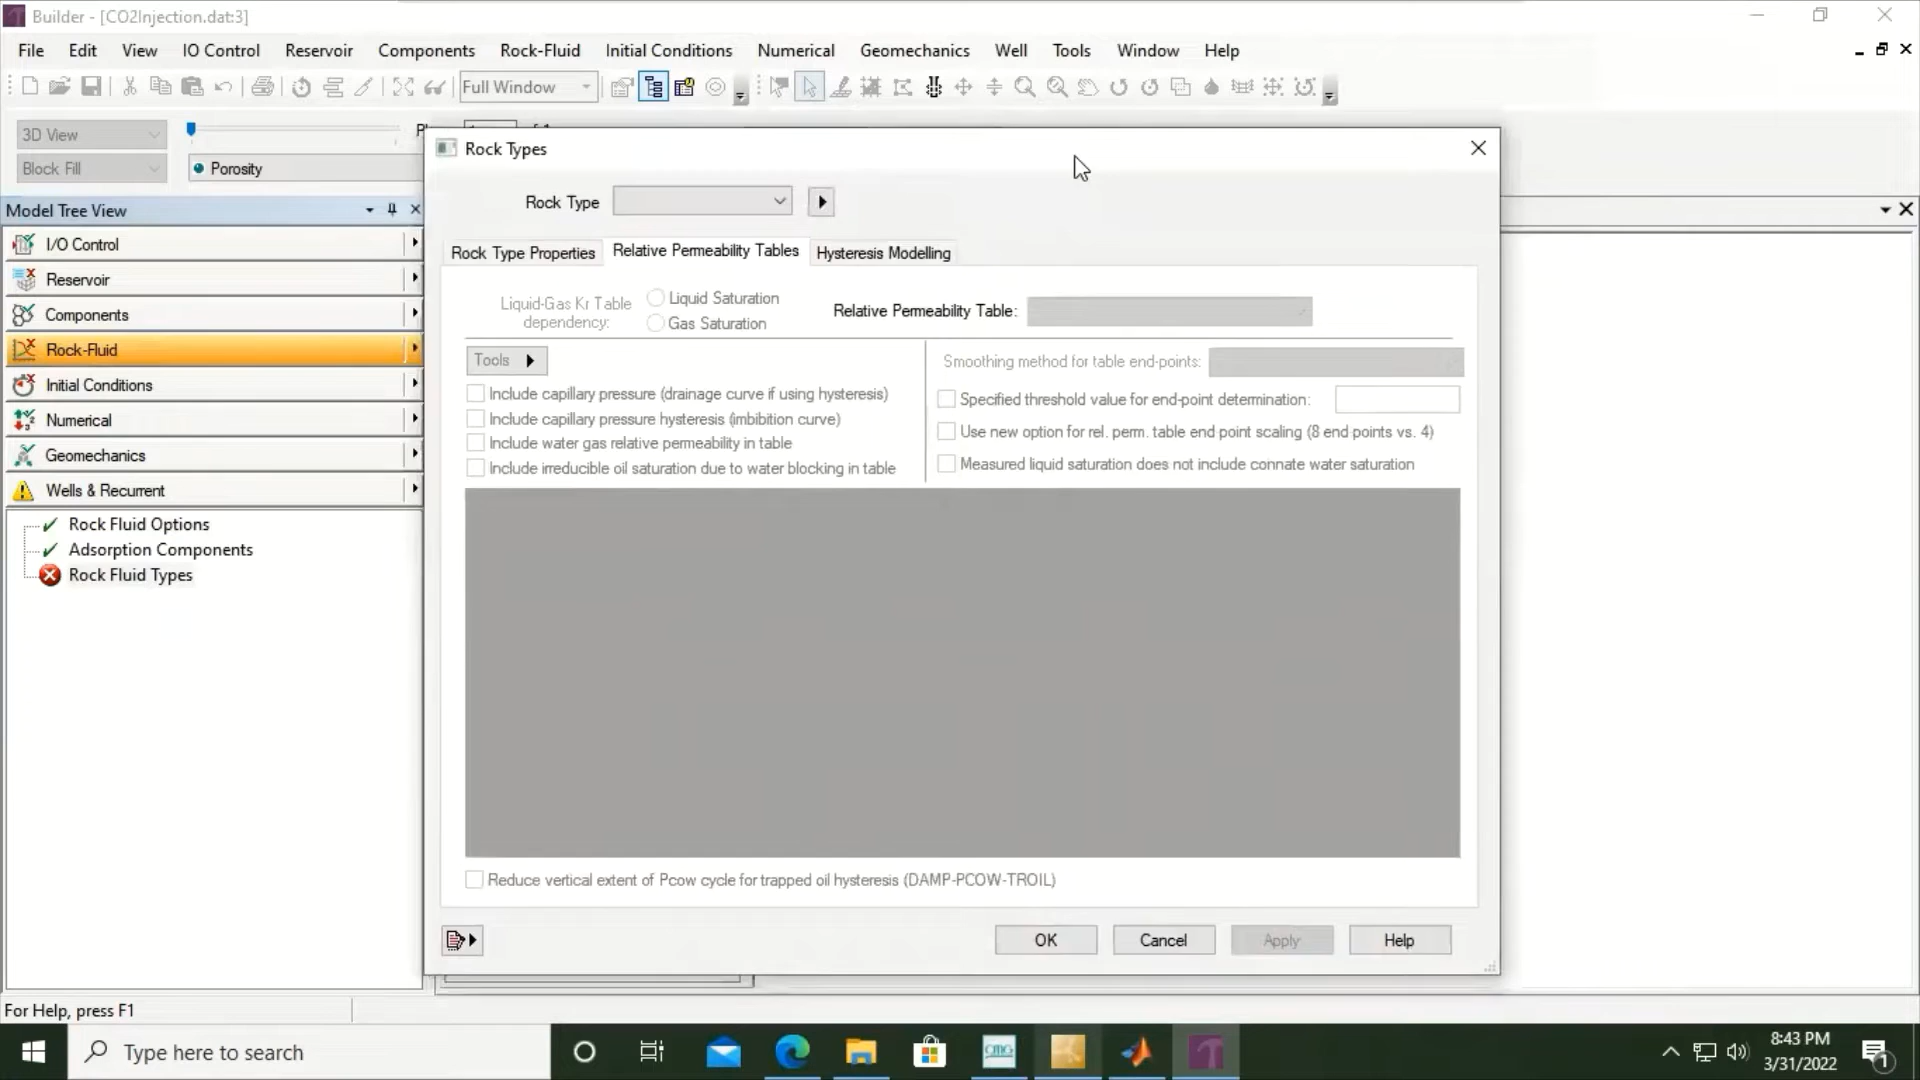 Builder - [CO2Injection.dat:3]
File Edit View IO Control Reservoir Components Rock-Fluid Initial Conditions Numerical Geomechanics Well Tools Window Help
Full Window
3D View
Block Fill
Porosity
Model Tree View
I/O Control
Reservoir
Components
Rock-Fluid
Initial Conditions
Numerical
Geomechanics
Wells & Recurrent
Rock Fluid Options
Adsorption Components
Rock Fluid Types
Rock Types
Rock Type
Rock Type Properties Relative Permeability Tables Hysteresis Modelling
Liquid-Gas Kr Table dependency:
Liquid Saturation
Gas Saturation
Relative Permeability Table:
Tools
Include capillary pressure (drainage curve if using hysteresis)
Include capillary pressure hysteresis (imbibition curve)
Include water gas relative permeability in table
Include irreducible oil saturation due to water blocking in table
Smoothing method for table end-points:
Specified threshold value for end-point determination:
Use new option for rel. perm. table end point scaling (8 end points vs. 4)
Measured liquid saturation does not include connate water saturation
Reduce vertical extent of Pcow cycle for trapped oil hysteresis (DAMP-PCOW-TROIL)
OK Cancel Apply Help
For Help, press F1
Type here to search
CMG
8:43 PM
3/31/2022
1